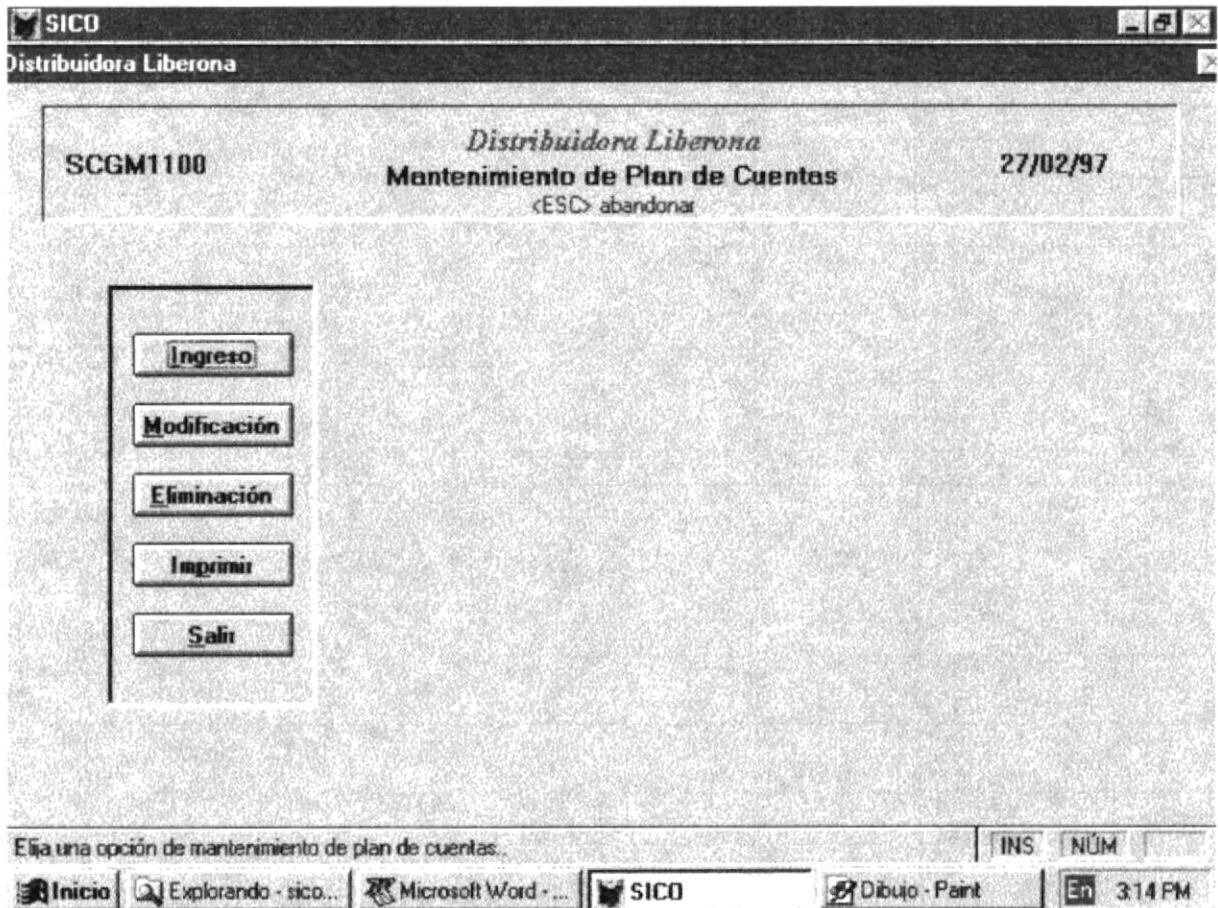 SICO
Distribuidora Liberona
SCGM1100
Distribuidora Liberona
Mantenimiento de Plan de Cuentas
<ESC> abandonar
27/02/97
Ingreso
Modificación
Eliminación
Imprimir
Salir
Elija una opción de mantenimiento de plan de cuentas..
INS NÚM
Inicio Explorando - sico... Microsoft Word - ... SICO Dibujo - Paint En 3:14 PM